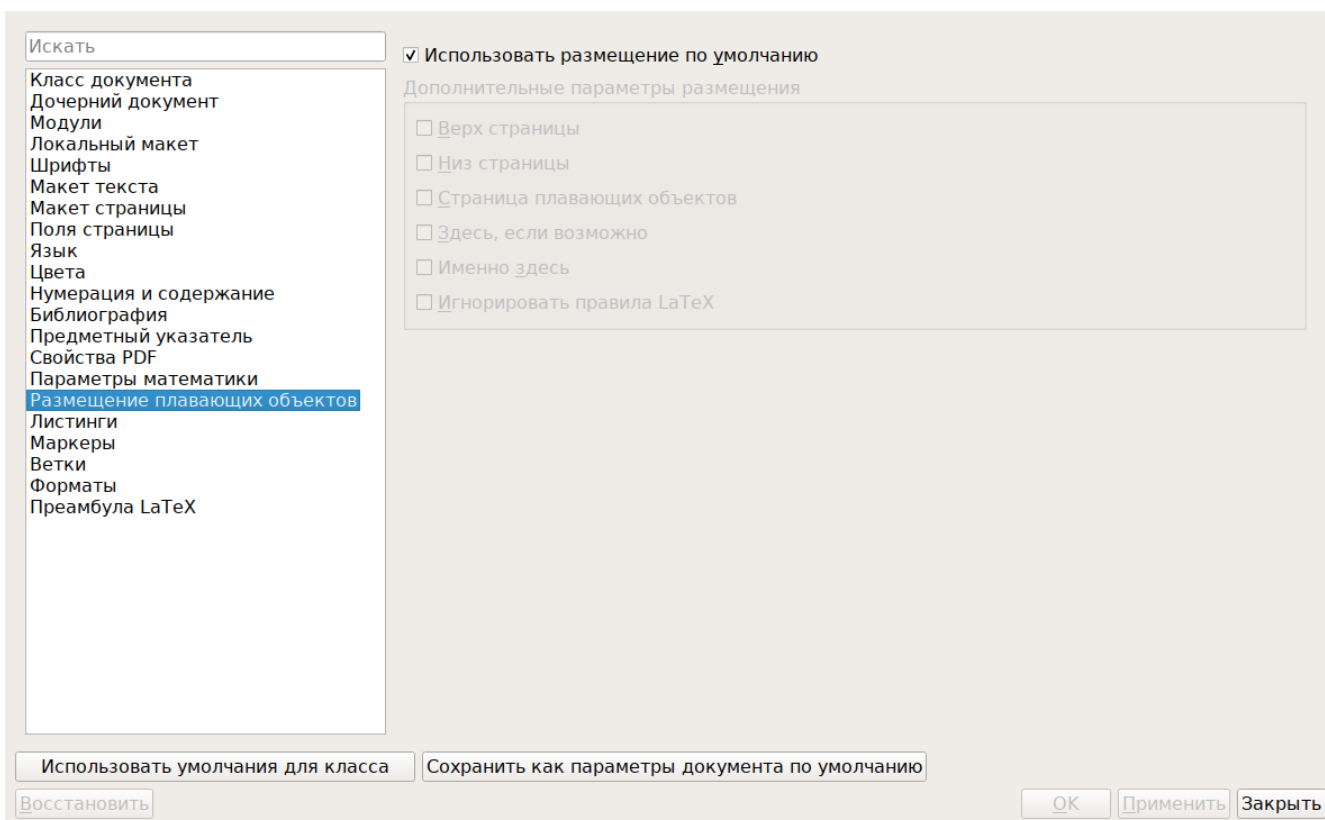 Искать
Класс документа
Дочерний документ
Модули
Локальный макет
Шрифты
Макет текста
Макет страницы
Поля страницы
Язык
Цвета
Нумерация и содержание
Библиография
Предметный указатель
Свойства PDF
Параметры математики
Размещение плавающих объектов
Листинги
Маркеры
Ветки
Форматы
Преамбула LaTeX
Использовать размещение по умолчанию
Дополнительные параметры размещения
Верх страницы
Низ страницы
Страница плавающих объектов
Здесь, если возможно
Именно здесь
Игнорировать правила LaTeX
Использовать умолчания для класса
Сохранить как параметры документа по умолчанию
Восстановить
OK
Применить
Закрыть